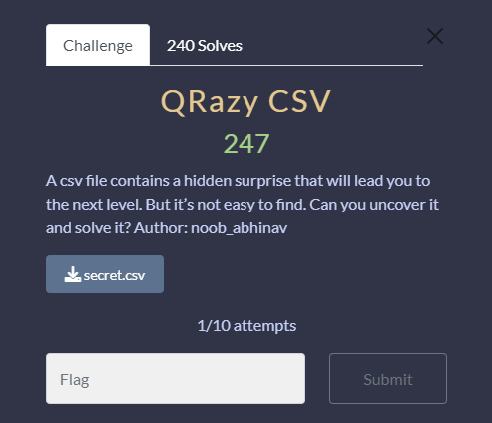 Challenge
240 Solves
QRazy CSV
247
A csv file contains a hidden surprise that will lead you to
the next level. But it’s not easy to find. Can you uncover it
and solve it? Author: noob_abhinav
secret.csv
1/10 attempts
Flag
Submit